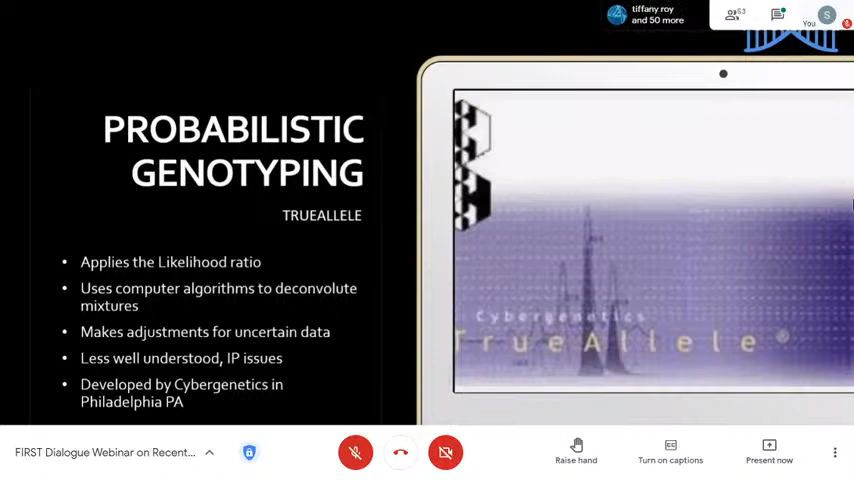 tiffany roy
and 50 more
53
S
You
PROBABILISTIC
GENOTYPING
TRUEALLELE
• Applies the Likelihood ratio
• Uses computer algorithms to deconvolute
mixtures
• Makes adjustments for uncertain data
• Less well understood, IP issues
• Developed by Cybergenetics in
Philadelphia PA
Cybergenetics
TrueAllele®
FIRST Dialogue Webinar on Recent...
Raise hand
Turn on captions
Present now